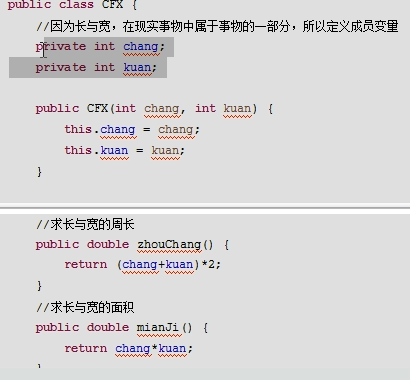 public class CFX {
//因为长与宽，在现实事物中属于事物的一部分，所以定义成员变量
private int chang;
private int kuan;
public CFX(int chang, int kuan) {
this.chang = chang;
this.kuan = kuan;
}
//求长与宽的周长
public double zhouChang() {
return (chang+kuan)*2;
}
//求长与宽的面积
public double mianJi() {
return chang*kuan;
}